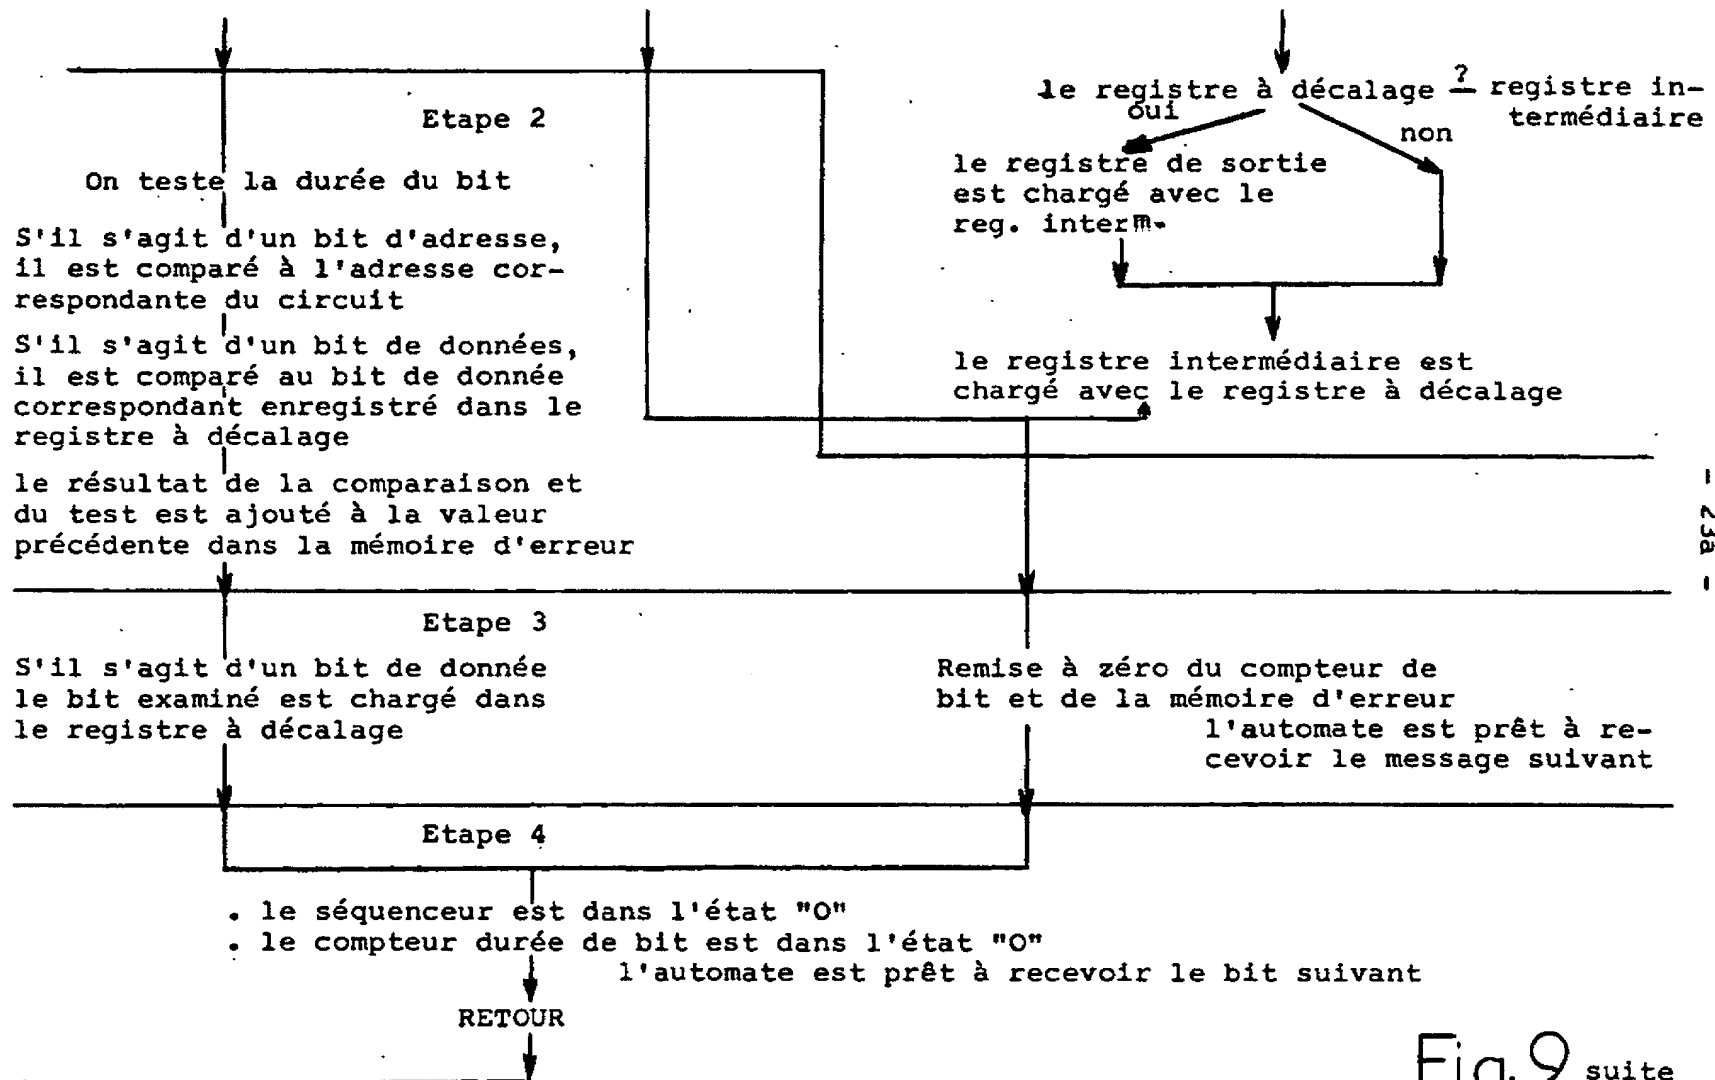 Etape 2
On teste la durée du bit
S'il s'agit d'un bit d'adresse,
il est comparé à l'adresse cor-
respondante du circuit
S'il s'agit d'un bit de données,
il est comparé au bit de donnée
correspondant enregistré dans le
registre à décalage
le résultat de la comparaison et
du test est ajouté à la valeur
précédente dans la mémoire d'erreur
le registre à décalage ? registre in-
termédiaire
oui
non
le registre de sortie
est chargé avec le
reg. interm.
le registre intermédiaire est
chargé avec le registre à décalage
- 23a -
Etape 3
S'il s'agit d'un bit de donnée
le bit examiné est chargé dans
le registre à décalage
Remise à zéro du compteur de
bit et de la mémoire d'erreur
l'automate est prêt à re-
cevoir le message suivant
Etape 4
. le séquenceur est dans l'état "O"
. le compteur durée de bit est dans l'état "O"
l'automate est prêt à recevoir le bit suivant
RETOUR
Fig. 9 suite